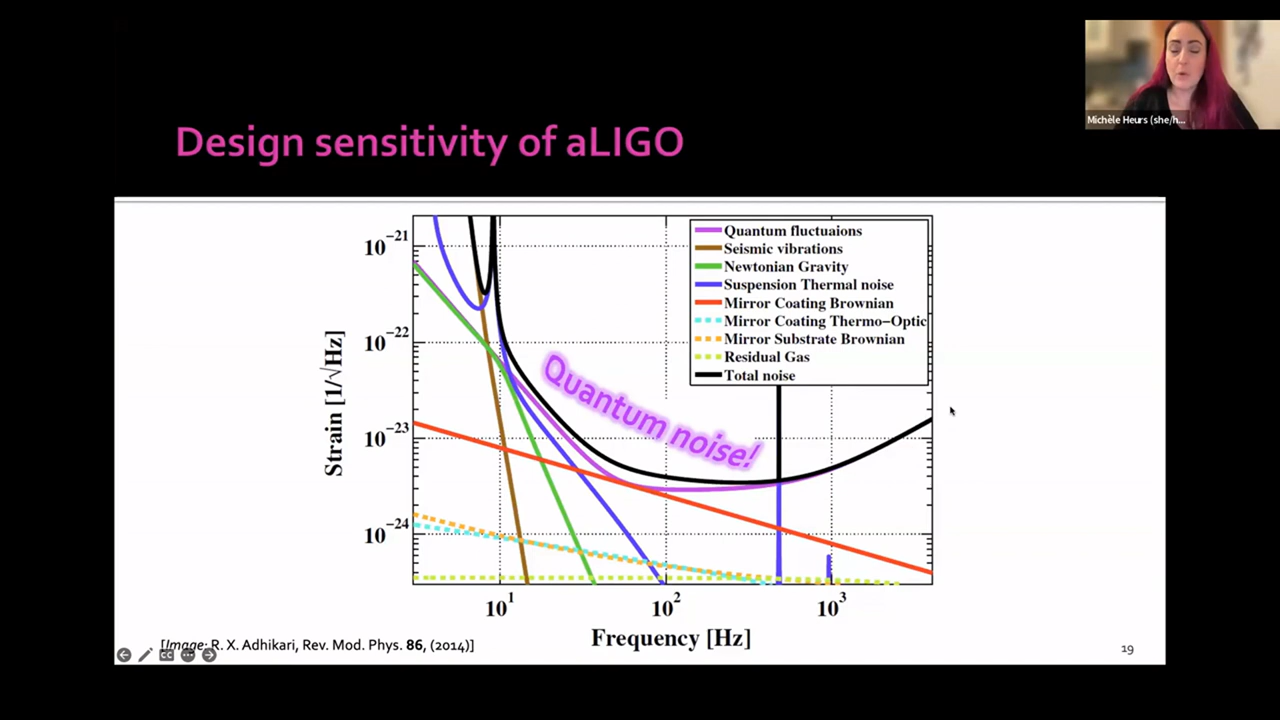 Michèle Heurs (she/h...
Design sensitivity of aLIGO
Quantum fluctuaions
Seismic vibrations
Newtonian Gravity
Suspension Thermal noise
Mirror Coating Brownian
Mirror Coating Thermo−Optic
Mirror Substrate Brownian
Residual Gas
Total noise
Quantum noise!
Strain [1/√Hz]
10⁻²¹
10⁻²²
10⁻²³
10⁻²⁴
10¹
10²
10³
Frequency [Hz]
[Image: R. X. Adhikari, Rev. Mod. Phys. 86, (2014)]
19